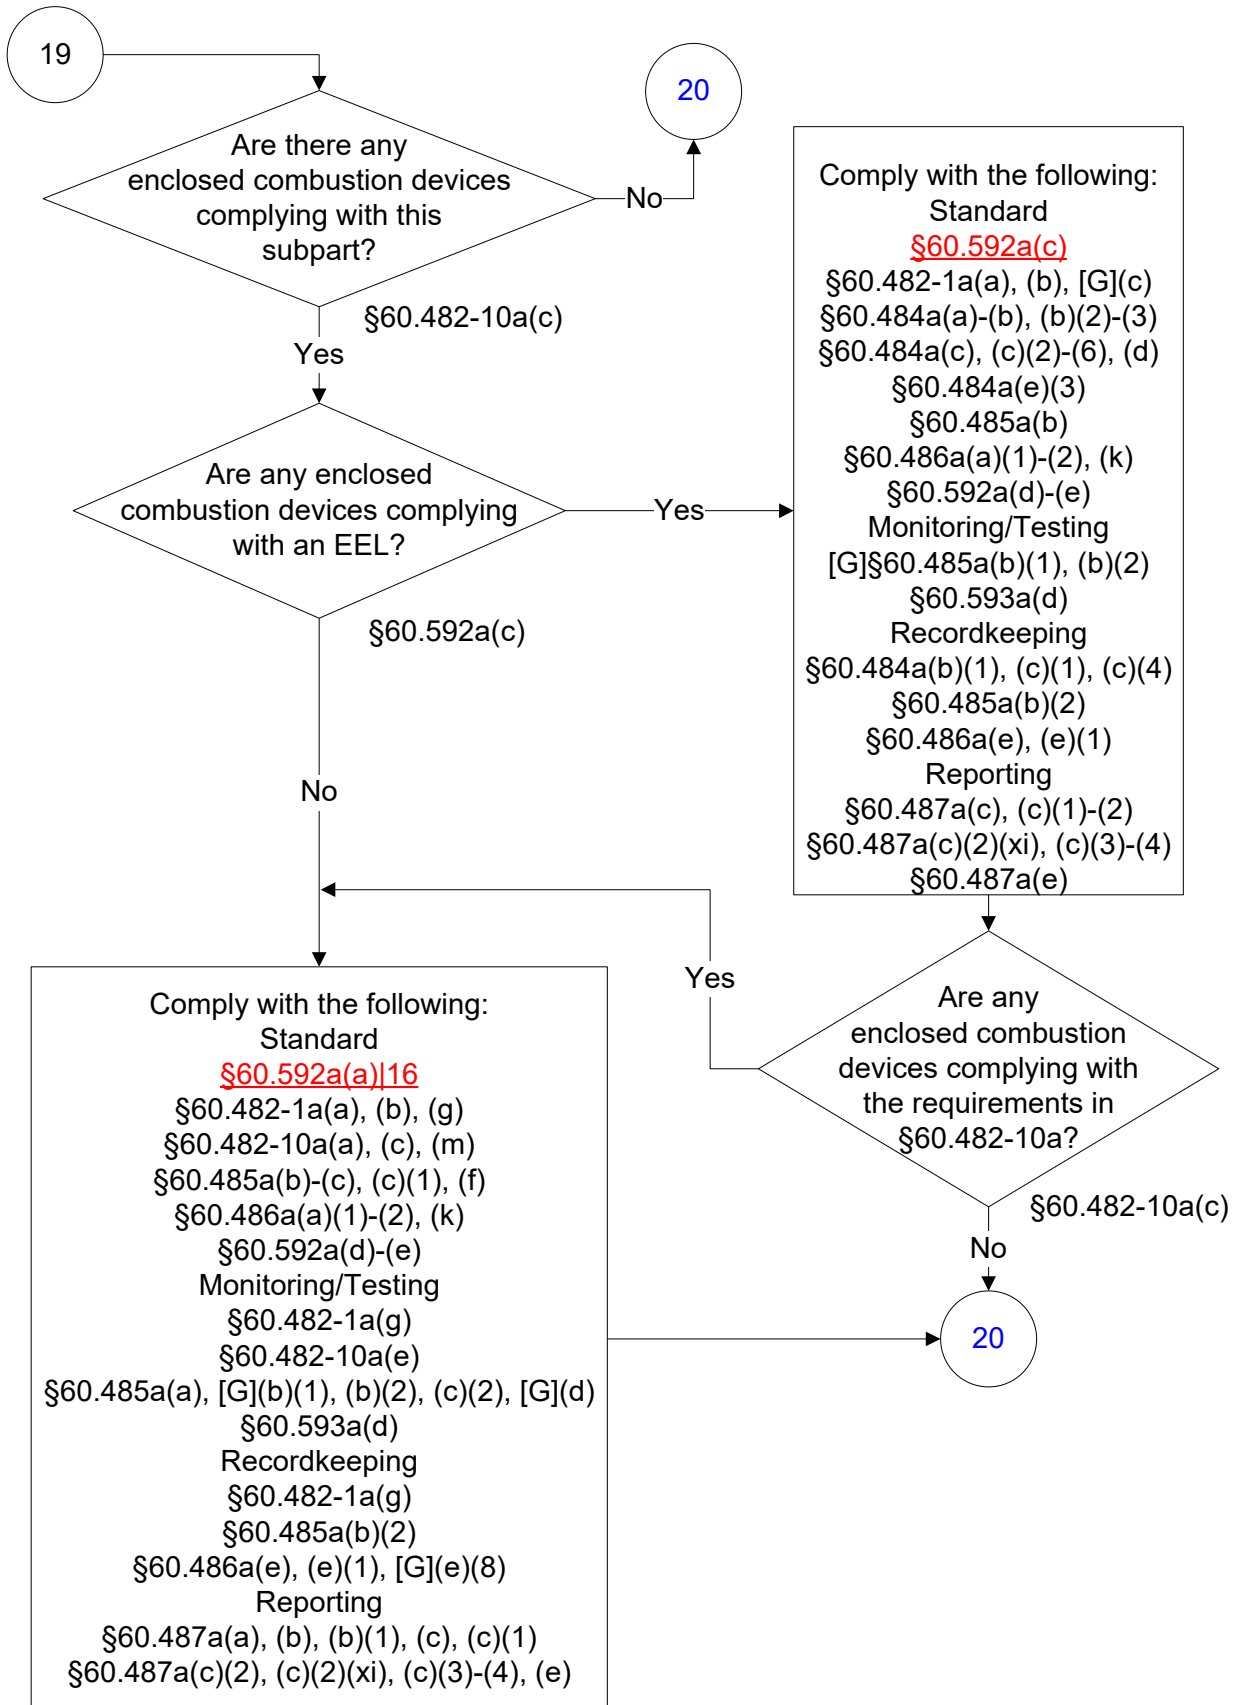 19
Are there any
enclosed combustion devices
complying with this
subpart?
No
20
§60.482-10a(c)
Yes
Are any enclosed
combustion devices complying
with an EEL?
Yes
§60.592a(c)
No
Comply with the following:
Standard
§60.592a(c)
§60.482-1a(a), (b), [G](c)
§60.484a(a)-(b), (b)(2)-(3)
§60.484a(c), (c)(2)-(6), (d)
§60.484a(e)(3)
§60.485a(b)
§60.486a(a)(1)-(2), (k)
§60.592a(d)-(e)
Monitoring/Testing
[G]§60.485a(b)(1), (b)(2)
§60.593a(d)
Recordkeeping
§60.484a(b)(1), (c)(1), (c)(4)
§60.485a(b)(2)
§60.486a(e), (e)(1)
Reporting
§60.487a(c), (c)(1)-(2)
§60.487a(c)(2)(xi), (c)(3)-(4)
§60.487a(e)
Are any
enclosed combustion
devices complying with
the requirements in
§60.482-10a?
Yes
§60.482-10a(c)
No
20
Comply with the following:
Standard
§60.592a(a)|16
§60.482-1a(a), (b), (g)
§60.482-10a(a), (c), (m)
§60.485a(b)-(c), (c)(1), (f)
§60.486a(a)(1)-(2), (k)
§60.592a(d)-(e)
Monitoring/Testing
§60.482-1a(g)
§60.482-10a(e)
§60.485a(a), [G](b)(1), (b)(2), (c)(2), [G](d)
§60.593a(d)
Recordkeeping
§60.482-1a(g)
§60.485a(b)(2)
§60.486a(e), (e)(1), [G](e)(8)
Reporting
§60.487a(a), (b), (b)(1), (c), (c)(1)
§60.487a(c)(2), (c)(2)(xi), (c)(3)-(4), (e)